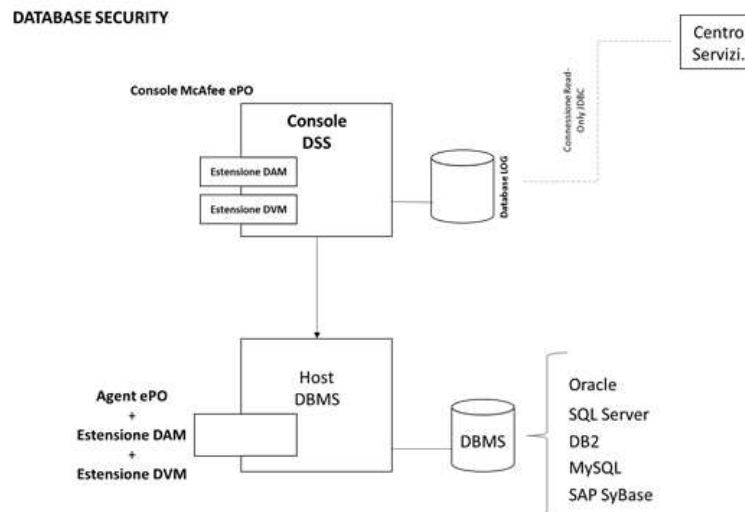 DATABASE SECURITY
Centro
Servizi..
Console McAfee ePO
Console
DSS
Estensione DAM
Estensione DVM
Database LOG
Connessione Read-
Only JDBC
Host
DBMS
Agent ePO
+
Estensione DAM
+
Estensione DVM
DBMS
Oracle
SQL Server
DB2
MySQL
SAP SyBase